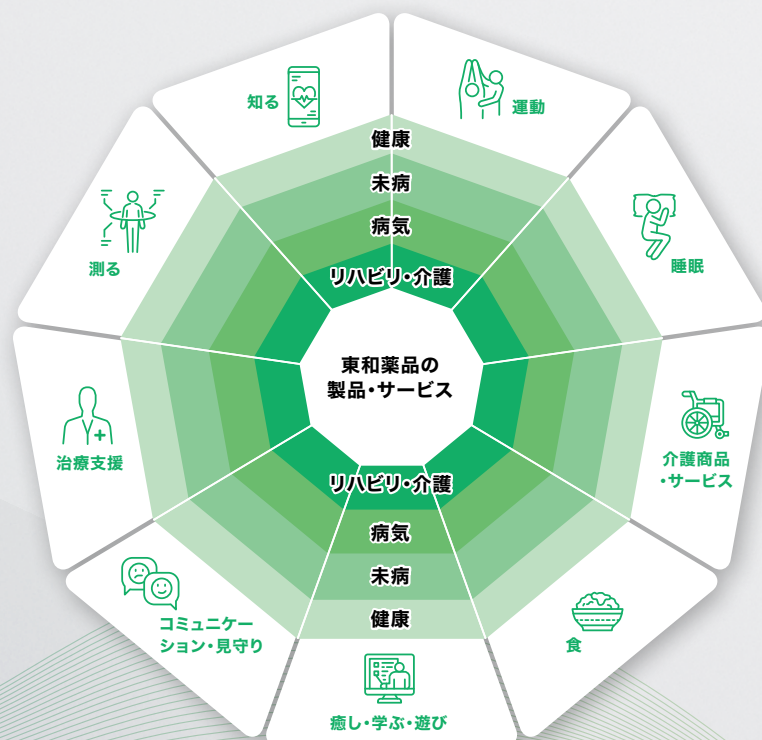 知る
運動
健康
未病
病気
リハビリ・介護
測る
睡眠
東和薬品の
製品・サービス
治療支援
介護商品
・サービス
リハビリ・介護
病気
未病
健康
コミュニケー
ション・見守り
食
癒し・学ぶ・遊び